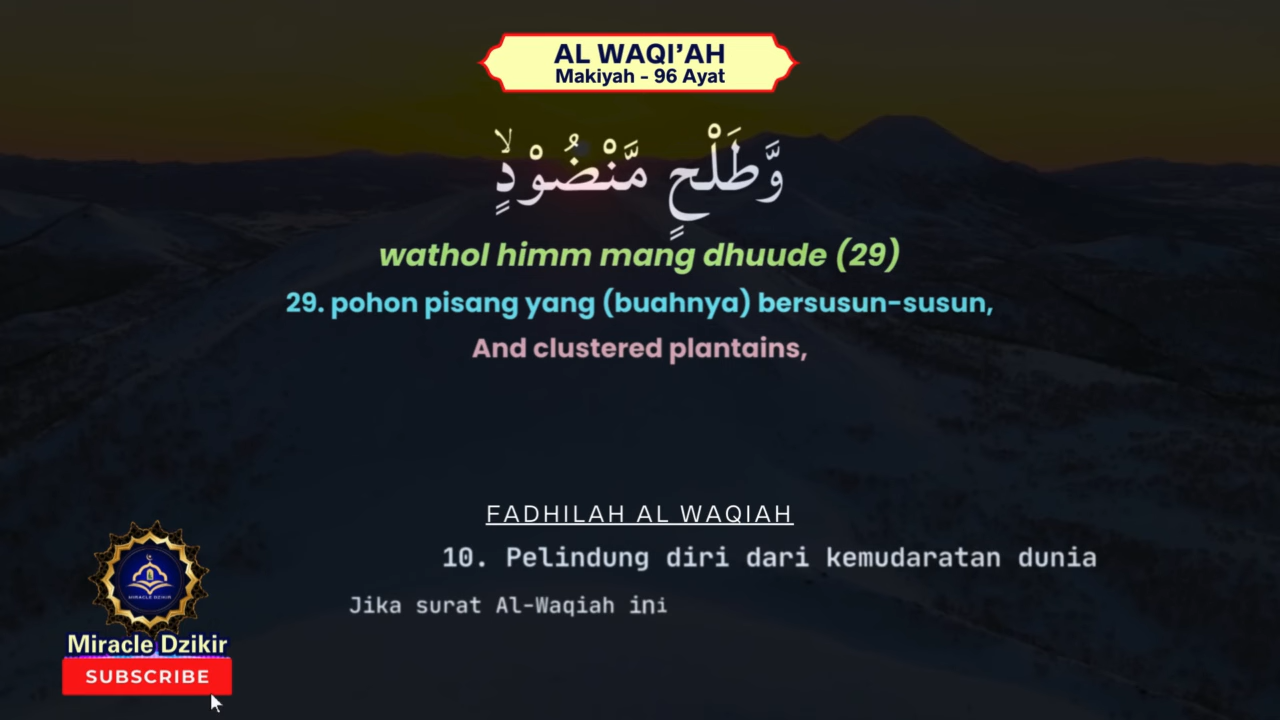 AL WAQI'AH
Makiyah - 96 Ayat
وَّطَلْحٍ مَّنْضُوْدٍۙ
wathol himm mang dhuude (29)
29. pohon pisang yang (buahnya) bersusun-susun,
And clustered plantains,
FADHILAH AL WAQIAH
10. Pelindung diri dari kemudaratan dunia
Jika surat Al-Waqiah ini
MIRACLE DZIKIR
Miracle Dzikir
SUBSCRIBE